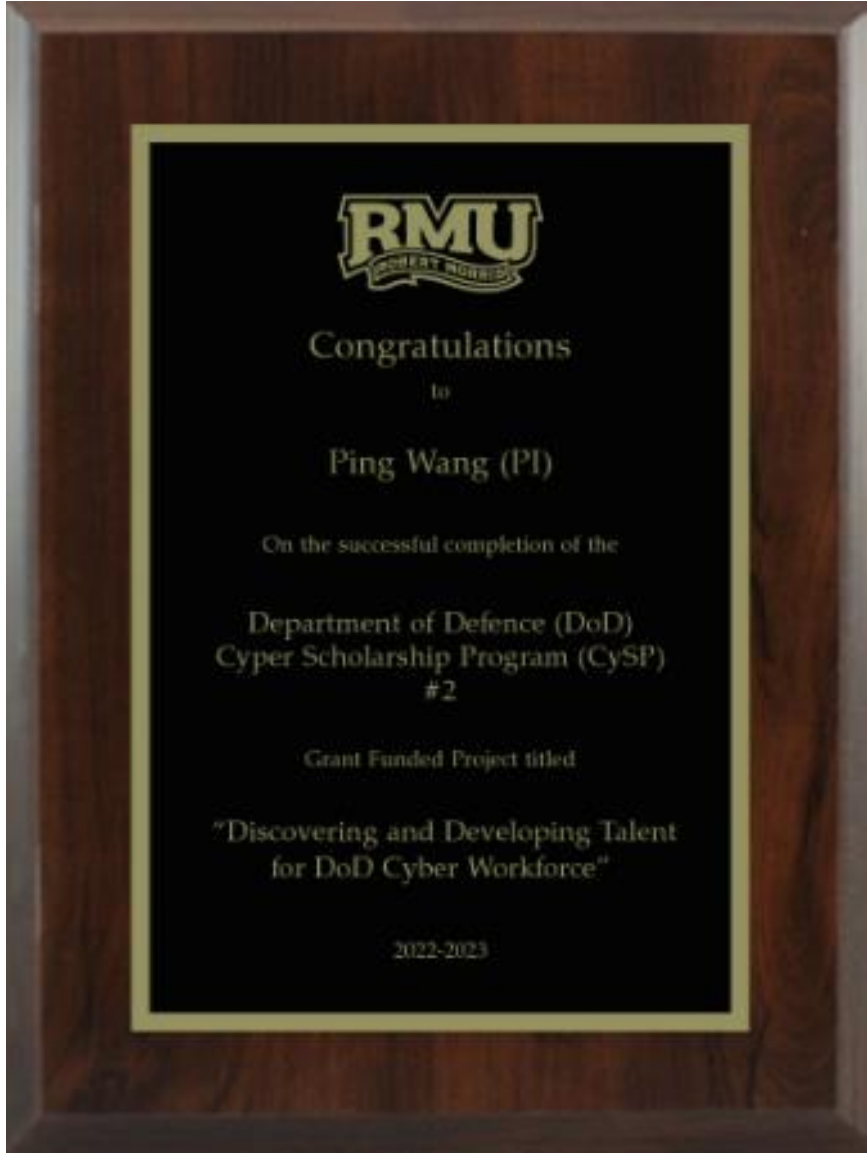 RMU
ROBERT MORRIS
Congratulations
to
Ping Wang (PI)
On the successful completion of the
Department of Defence (DoD)
Cyper Scholarship Program (CySP)
#2
Grant Funded Project titled
“Discovering and Developing Talent
for DoD Cyber Workforce”
2022-2023